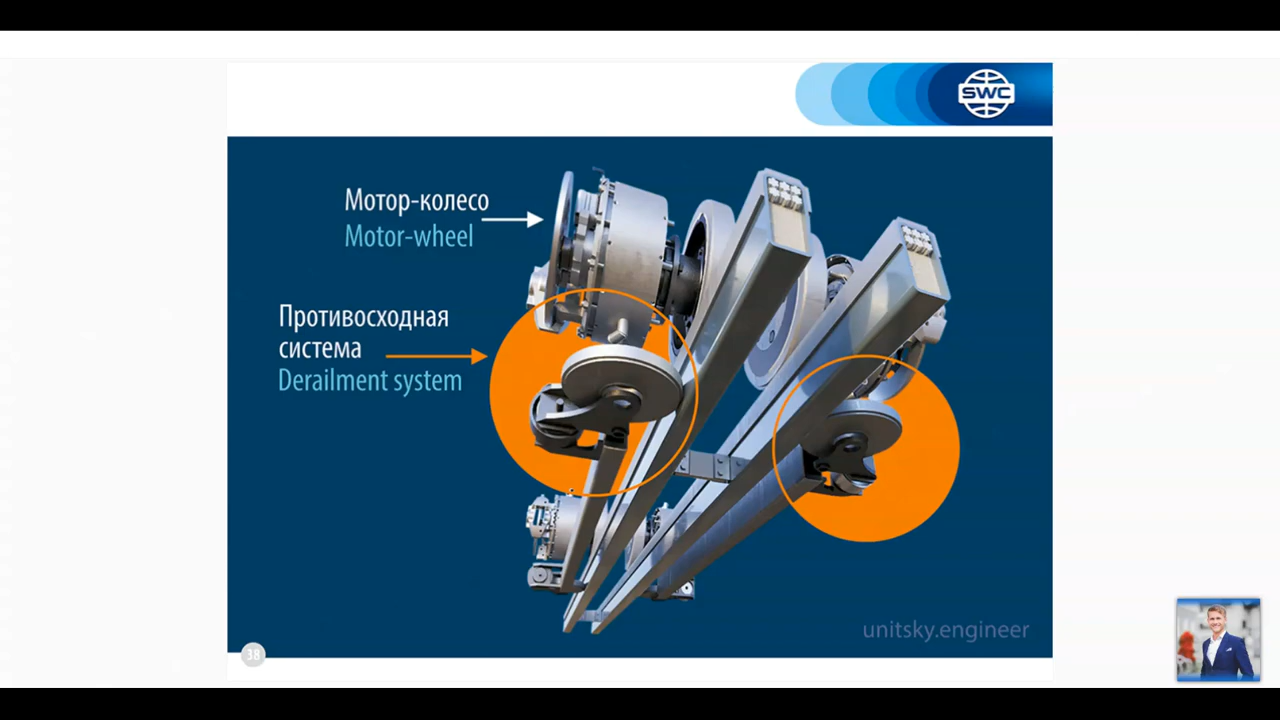 SWC
Мотор-колесо
Motor-wheel
Противосходная
система
Derailment system
unitsky.engineer
38